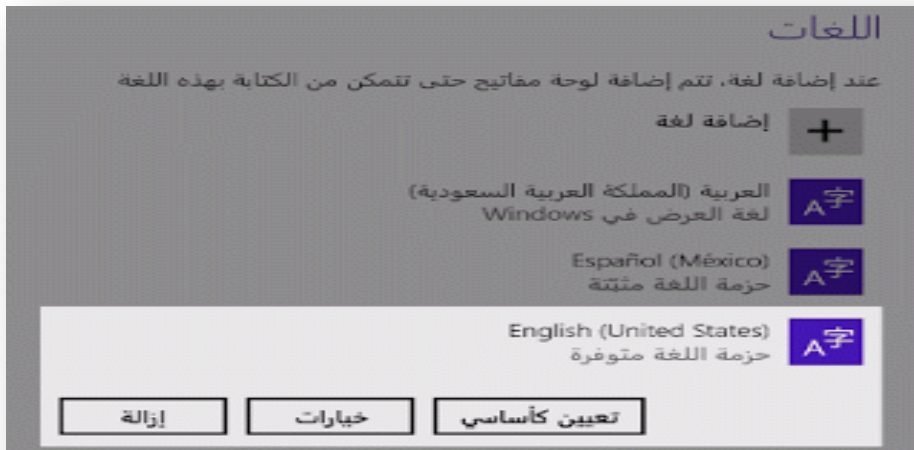 اللغات
عند إضافة لغة، تتم إضافة لوحة مفاتيح حتى تتمكن من الكتابة بهذه اللغة
إضافة لغة
العربية (المملكة العربية السعودية)
لغة العرض في Windows
Español (México)
حزمة اللغة مثبّتة
English (United States)
حزمة اللغة متوفرة
تعيين كأساسي خيارات إزالة